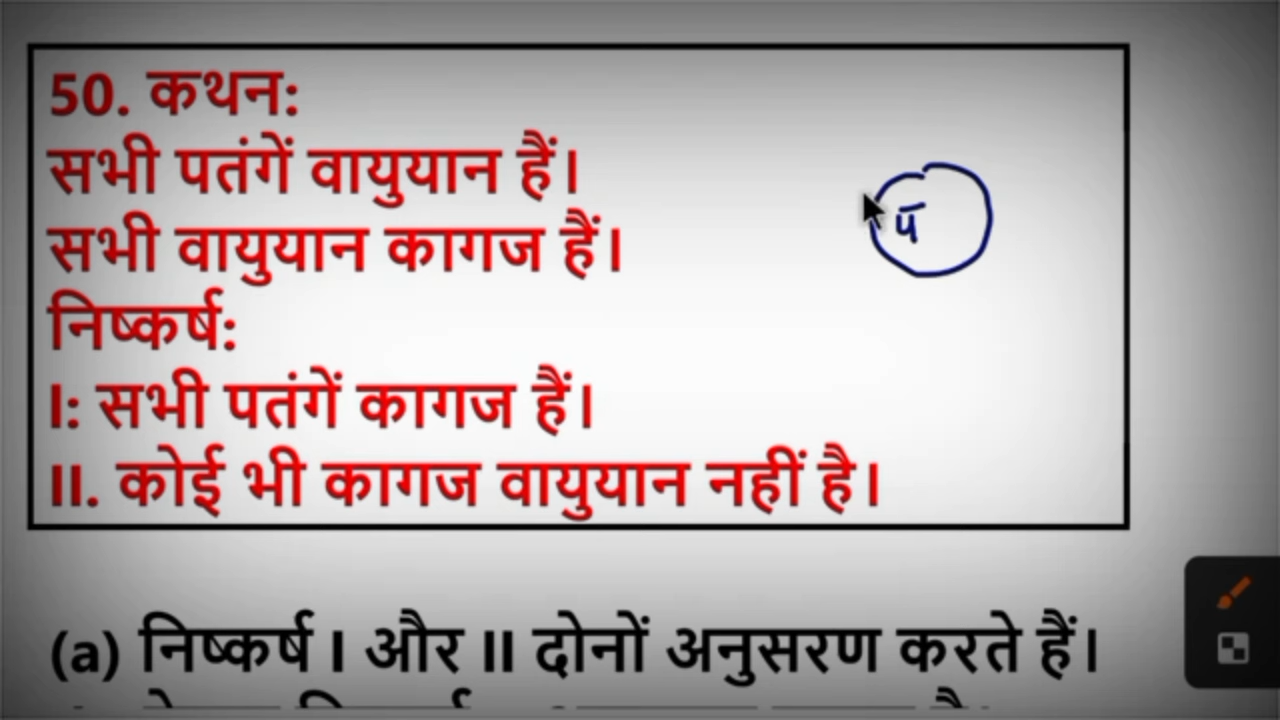 50. कथन:
सभी पतंगें वायुयान हैं।
सभी वायुयान कागज हैं।
निष्कर्ष:
I: सभी पतंगें कागज हैं।
II. कोई भी कागज वायुयान नहीं है।
प
(a) निष्कर्ष I और II दोनों अनुसरण करते हैं।